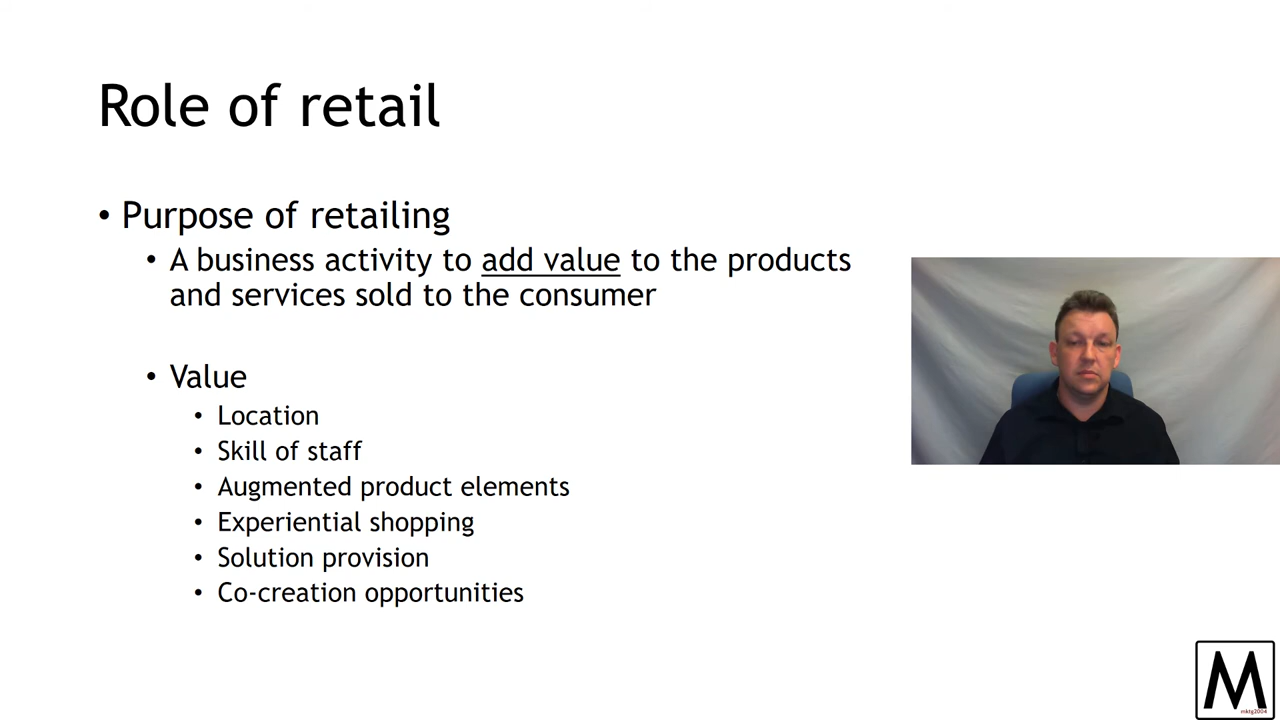 Role of retail
• Purpose of retailing
• A business activity to add value to the products
and services sold to the consumer
• Value
• Location
• Skill of staff
• Augmented product elements
• Experiential shopping
• Solution provision
• Co-creation opportunities
M
mktg2004